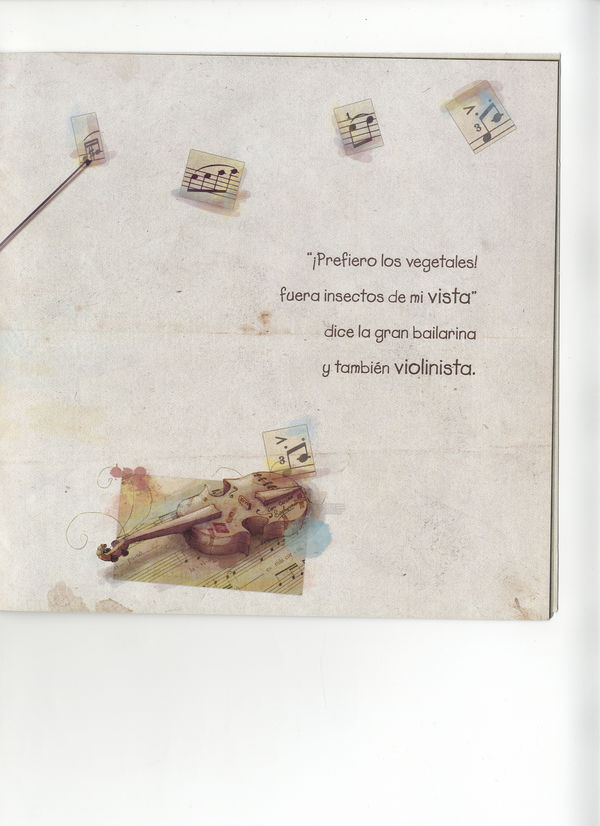 “¡Prefiero los vegetales!
fuera insectos de mi vista”
dice la gran bailarina
y también violinista.